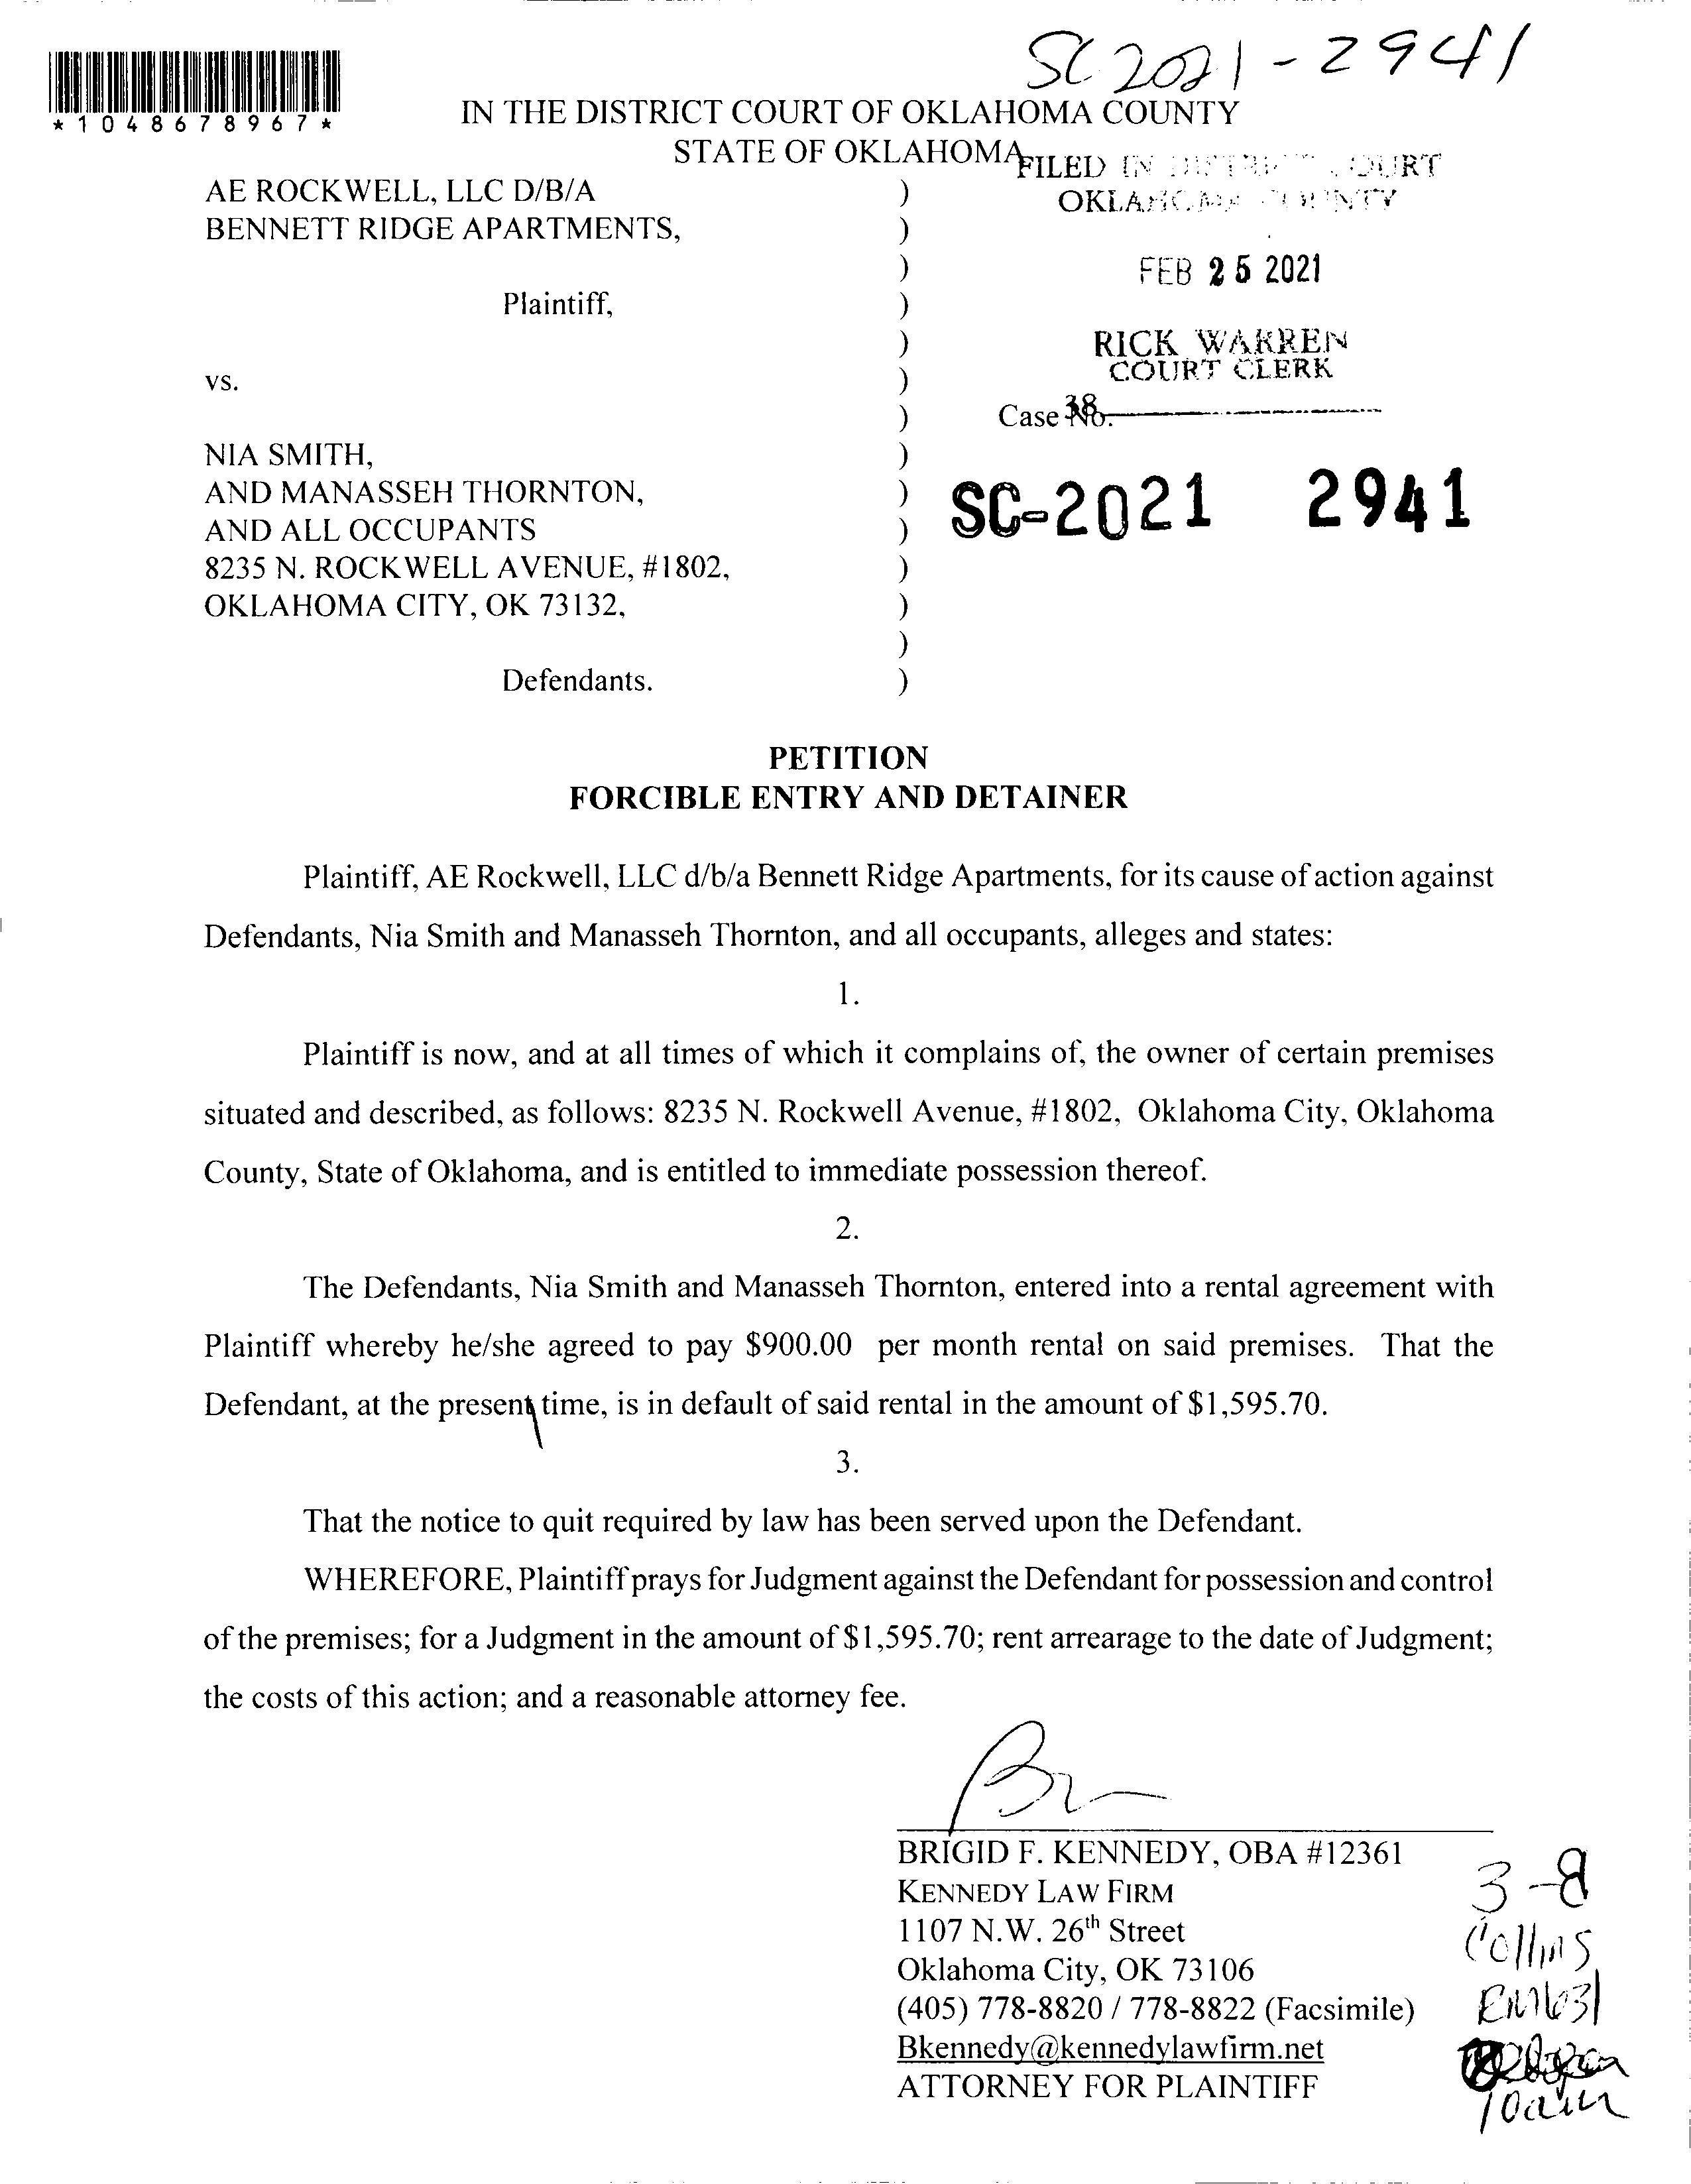 SC 2021-2941
*1048678967*
IN THE DISTRICT COURT OF OKLAHOMA COUNTY
STATE OF OKLAHOMA
FILED IN DISTRICT COURT
OKLAHOMA COUNTY
FEB 25 2021
RICK WARREN
COURT CLERK
38
Case No.
SC-2021 2941
AE ROCKWELL, LLC D/B/A )
BENNETT RIDGE APARTMENTS, )
)
Plaintiff, )
)
vs. )
)
NIA SMITH, )
AND MANASSEH THORNTON, )
AND ALL OCCUPANTS )
8235 N. ROCKWELL AVENUE, #1802, )
OKLAHOMA CITY, OK 73132, )
)
Defendants. )
PETITION
FORCIBLE ENTRY AND DETAINER
Plaintiff, AE Rockwell, LLC d/b/a Bennett Ridge Apartments, for its cause of action against
Defendants, Nia Smith and Manasseh Thornton, and all occupants, alleges and states:
1.
Plaintiff is now, and at all times of which it complains of, the owner of certain premises
situated and described, as follows: 8235 N. Rockwell Avenue, #1802, Oklahoma City, Oklahoma
County, State of Oklahoma, and is entitled to immediate possession thereof.
2.
The Defendants, Nia Smith and Manasseh Thornton, entered into a rental agreement with
Plaintiff whereby he/she agreed to pay $900.00 per month rental on said premises. That the
Defendant, at the present time, is in default of said rental in the amount of $1,595.70.
3.
That the notice to quit required by law has been served upon the Defendant.
WHEREFORE, Plaintiff prays for Judgment against the Defendant for possession and control
of the premises; for a Judgment in the amount of $1,595.70; rent arrearage to the date of Judgment;
the costs of this action; and a reasonable attorney fee.
BRIGID F. KENNEDY, OBA #12361
KENNEDY LAW FIRM
1107 N.W. 26th Street
Oklahoma City, OK 73106
(405) 778-8820 / 778-8822 (Facsimile)
Bkennedy@kennedylawfirm.net
ATTORNEY FOR PLAINTIFF
3-8
Collins
RM631
10am